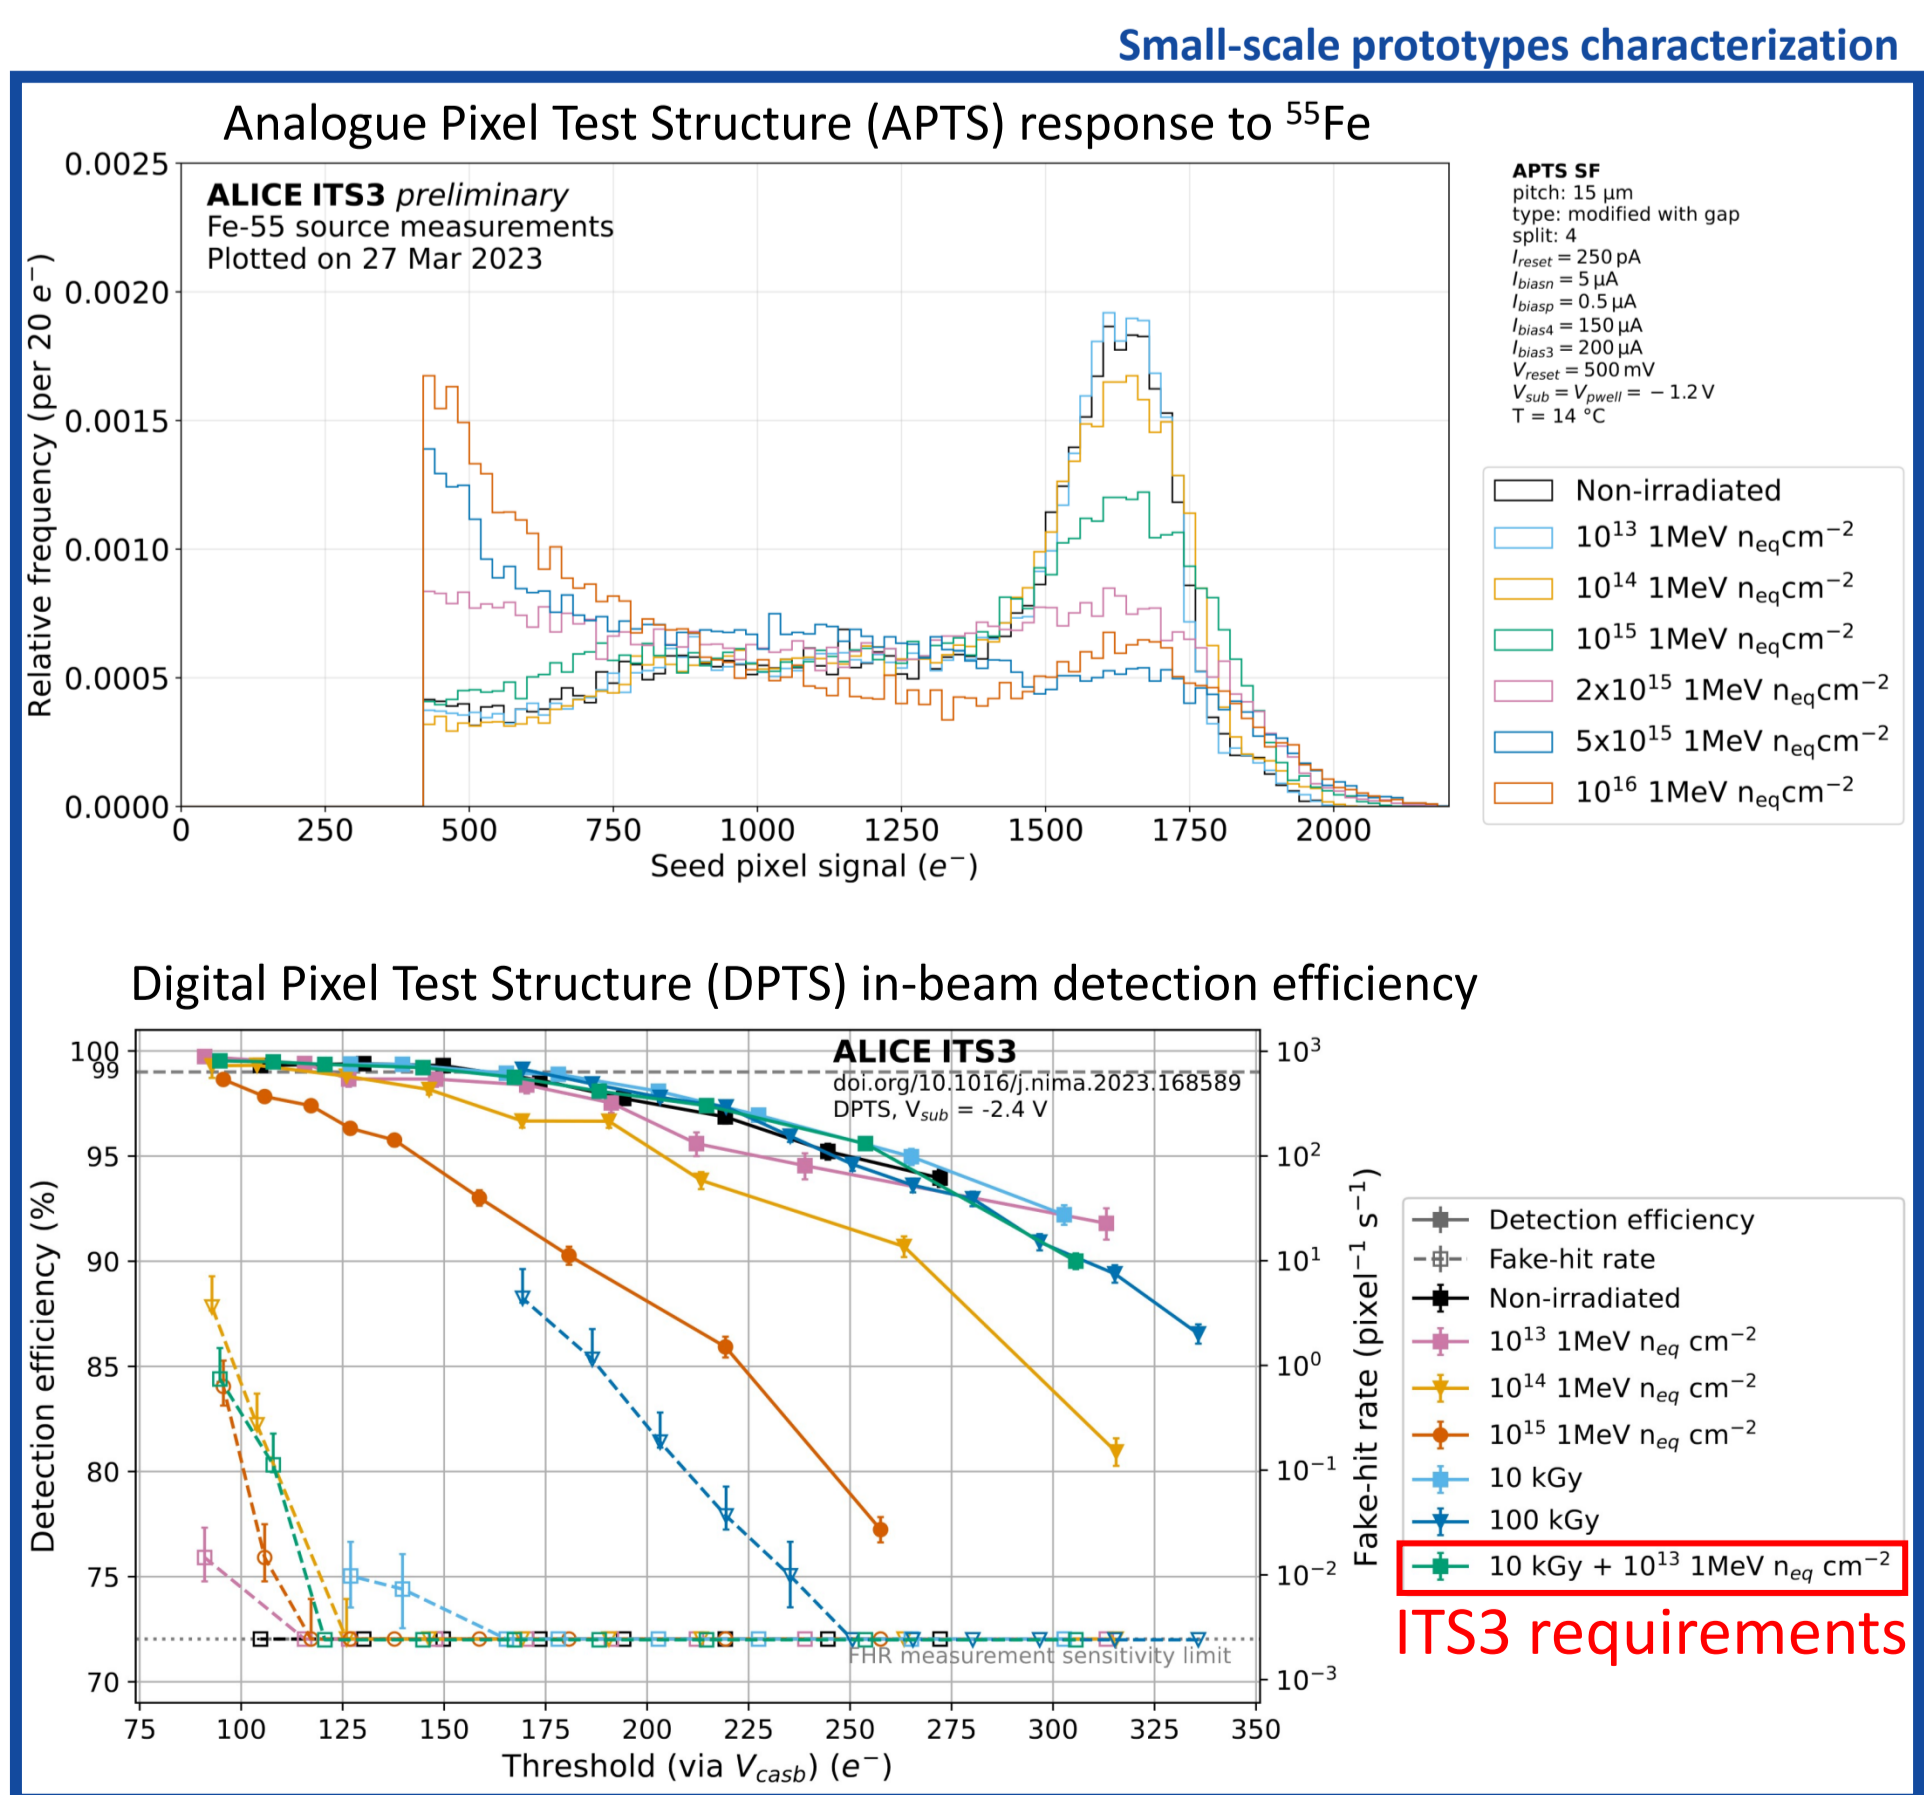 Small-scale prototypes characterization
Analogue Pixel Test Structure (APTS) response to ⁵⁵Fe
ALICE ITS3 preliminary
Fe-55 source measurements
Plotted on 27 Mar 2023
Relative frequency (per 20 e⁻)
0.0025
0.0020
0.0015
0.0010
0.0005
0.0000
0 250 500 750 1000 1250 1500 1750 2000
Seed pixel signal (e⁻)
APTS SF
pitch: 15 μm
type: modified with gap
split: 4
I_reset = 250 pA
I_biasn = 5 μA
I_biasp = 0.5 μA
I_bias4 = 150 μA
I_bias3 = 200 μA
V_reset = 500 mV
V_sub = V_pwell = −1.2 V
T = 14 °C
Non-irradiated
10¹³ 1MeV n_eq cm⁻²
10¹⁴ 1MeV n_eq cm⁻²
10¹⁵ 1MeV n_eq cm⁻²
2x10¹⁵ 1MeV n_eq cm⁻²
5x10¹⁵ 1MeV n_eq cm⁻²
10¹⁶ 1MeV n_eq cm⁻²
Digital Pixel Test Structure (DPTS) in-beam detection efficiency
ALICE ITS3
doi.org/10.1016/j.nima.2023.168589
DPTS, V_sub = -2.4 V
Detection efficiency (%)
100
99
95
90
85
80
75
70
75 100 125 150 175 200 225 250 275 300 325 350
Threshold (via V_casb) (e⁻)
FHR measurement sensitivity limit
10³
10²
10¹
10⁰
10⁻¹
10⁻²
10⁻³
Fake-hit rate (pixel⁻¹ s⁻¹)
Detection efficiency
Fake-hit rate
Non-irradiated
10¹³ 1MeV n_eq cm⁻²
10¹⁴ 1MeV n_eq cm⁻²
10¹⁵ 1MeV n_eq cm⁻²
10 kGy
100 kGy
10 kGy + 10¹³ 1MeV n_eq cm⁻²
ITS3 requirements